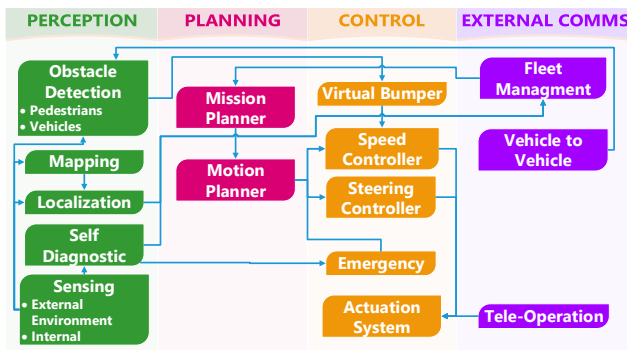 PERCEPTION
PLANNING
CONTROL
EXTERNAL COMMS
Obstacle
Detection
• Pedestrians
• Vehicles
Mapping
Localization
Self
Diagnostic
Sensing
• External
Environment
• Internal
Mission
Planner
Motion
Planner
Virtual Bumper
Speed
Controller
Steering
Controller
Emergency
Actuation
System
Fleet
Managment
Vehicle to
Vehicle
Tele-Operation